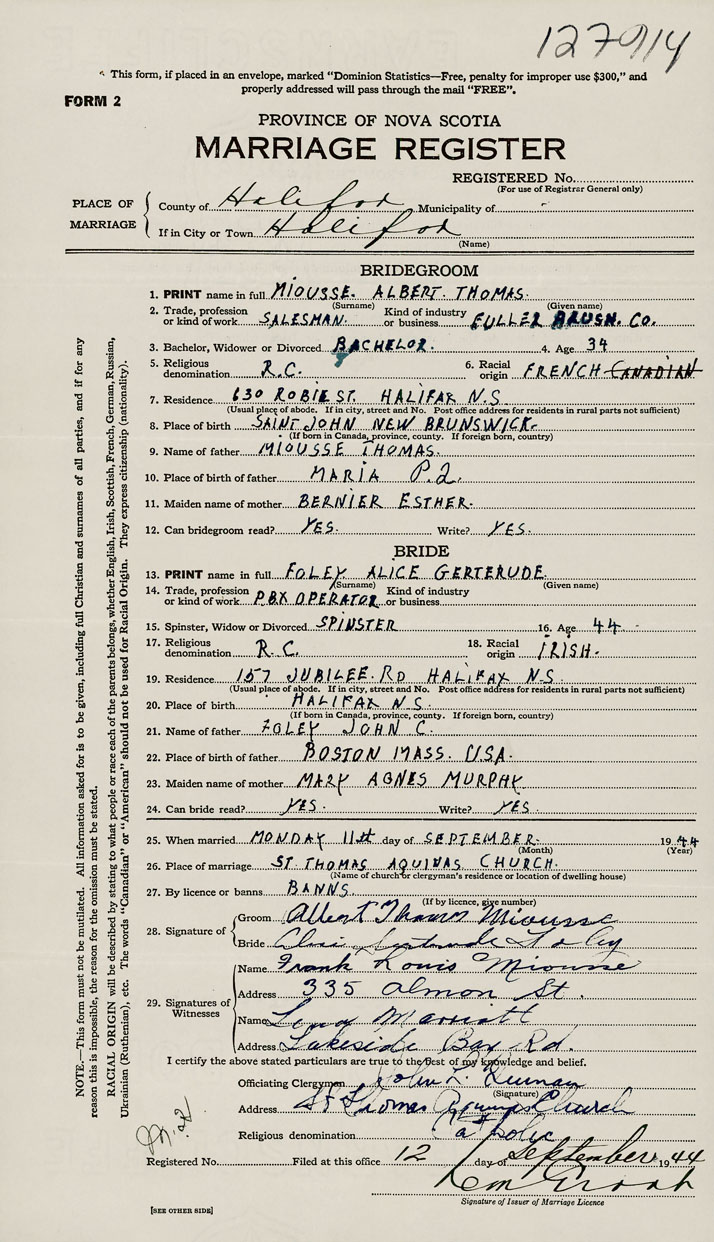 127914
This form, if placed in an envelope, marked "Dominion Statistics—Free, penalty for improper use $300," and
properly addressed will pass through the mail "FREE".
FORM 2
PROVINCE OF NOVA SCOTIA
MARRIAGE REGISTER
REGISTERED No.
(For use of Registrar General only)
PLACE OF MARRIAGE
County of Halifax Municipality of
If in City or Town Halifax
(Name)
BRIDEGROOM
1. PRINT name in full MIOUSSE. ALBERT. THOMAS.
(Surname) (Given name)
2. Trade, profession or kind of work SALESMAN. Kind of industry or business FULLER BRUSH. CO.
3. Bachelor, Widower or Divorced BACHELOR. 4. Age 34
5. Religious denomination R.C. 6. Racial origin FRENCH CANADIAN
7. Residence 630 ROBIE ST. HALIFAX N.S.
(Usual place of abode. If in city, street and No. Post office address for residents in rural parts not sufficient)
8. Place of birth SAINT JOHN NEW BRUNSWICK.
(If born in Canada, province, county. If foreign born, country)
9. Name of father MIOUSSE THOMAS.
10. Place of birth of father MARIA P.Q.
11. Maiden name of mother BERNIER ESTHER.
12. Can bridegroom read? YES. Write? YES.
BRIDE
13. PRINT name in full FOLEY ALICE GERTERUDE
(Surname) (Given name)
14. Trade, profession or kind of work P.B.X OPERATOR Kind of industry or business
15. Spinster, Widow or Divorced SPINSTER 16. Age 44
17. Religious denomination R.C. 18. Racial origin IRISH.
19. Residence 157 JUBILEE. RD HALIFAX N.S.
(Usual place of abode. If in city, street and No. Post office address for residents in rural parts not sufficient)
20. Place of birth HALIFAX N.S.
(If born in Canada, province, county. If foreign born, country)
21. Name of father FOLEY JOHN C.
22. Place of birth of father BOSTON MASS. U.S.A.
23. Maiden name of mother MARY AGNES MURPHY
24. Can bride read? YES. Write? YES.
25. When married MONDAY 11th day of SEPTEMBER. 1944
(Month) (Year)
26. Place of marriage ST. THOMAS AQUINAS CHURCH.
(Name of church or clergyman's residence or location of dwelling house)
27. By licence or banns BANNS
(If by licence, give number)
28. Signature of
Groom Albert Thomas Miousse
Bride Alice Gertrude Foley
29. Signatures of Witnesses
Name Frank Louis Miousse
Address 335 Almon St.
Name Lena Marriott
Address Lakeside Bay Rd.
I certify the above stated particulars are true to the best of my knowledge and belief.
Officiating Clergyman John L.
(Signature)
Address St Thomas Aquinas Church
Religious denomination Catholic
Registered No. Filed at this office 12 day of September 1944
Signature of Issuer of Marriage Licence
[SEE OTHER SIDE]
NOTE.—This form must not be mutilated. All information asked for is to be given, including full Christian and surnames of all parties, and if for any
reason this is impossible, the reason for the omission must be stated.
RACIAL ORIGIN will be described by stating to what people or race each of the parents belongs, whether English, Irish, Scottish, French, German, Russian,
Ukrainian (Ruthenian), etc. The words "Canadian" or "American" should not be used for Racial Origin. They express citizenship (nationality).